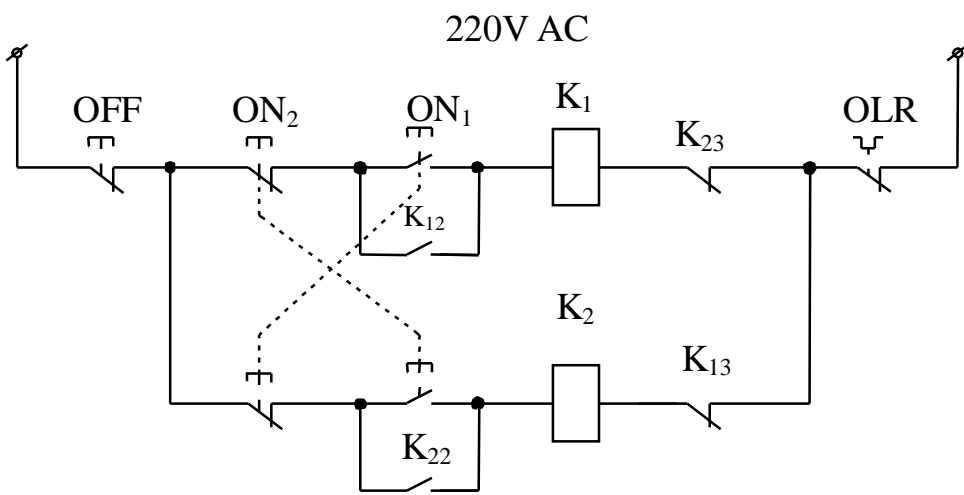 220V AC
OFF
ON₂
ON₁
K₁
K₂₃
OLR
K₁₂
K₂
K₁₃
K₂₂